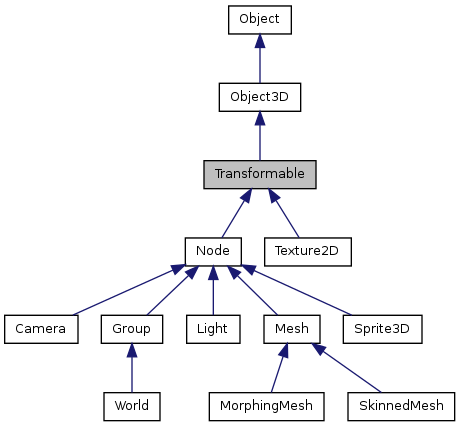 Object
Object3D
Transformable
Node
Texture2D
Camera
Group
Light
Mesh
Sprite3D
World
MorphingMesh
SkinnedMesh